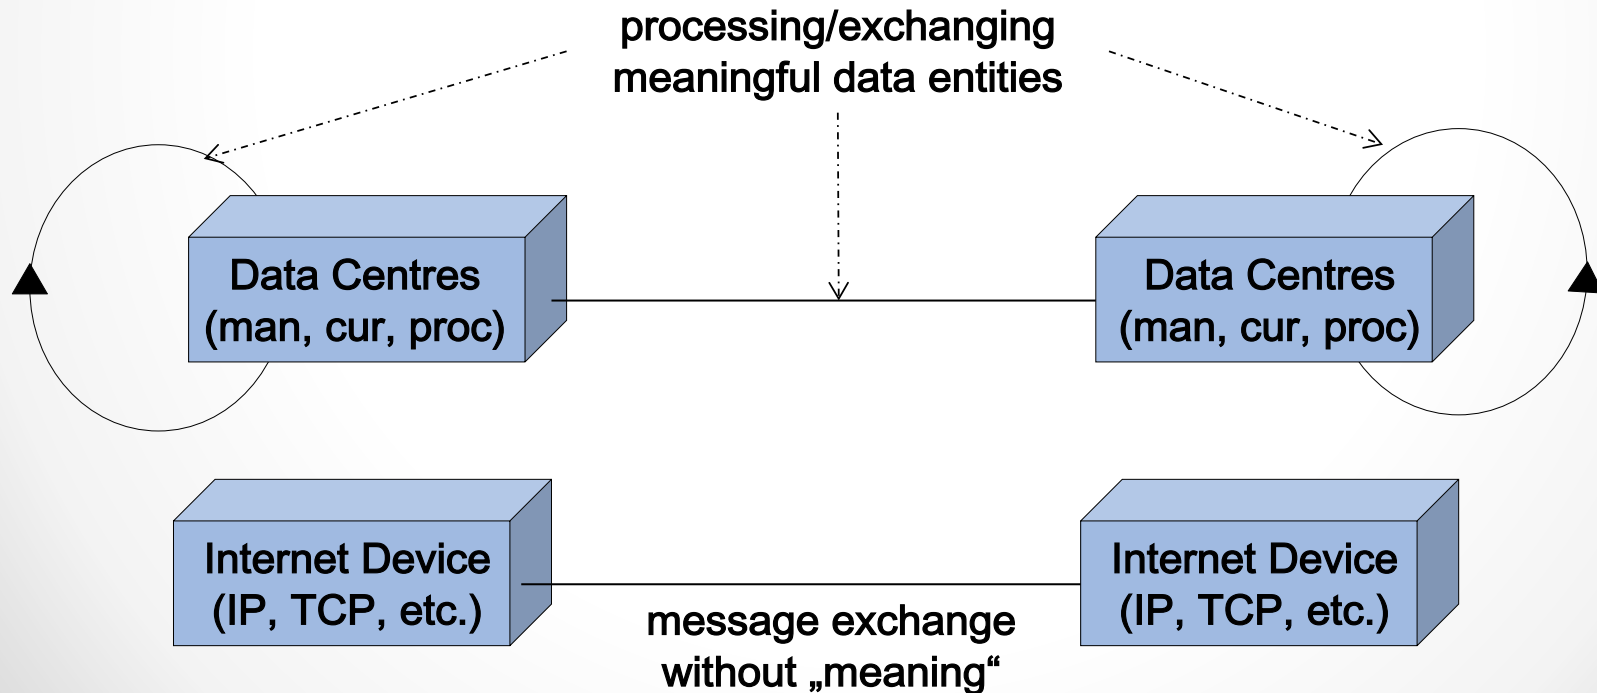 processing/exchanging
meaningful data entities
Data Centres
(man, cur, proc)
Data Centres
(man, cur, proc)
Internet Device
(IP, TCP, etc.)
Internet Device
(IP, TCP, etc.)
message exchange
without „meaning“